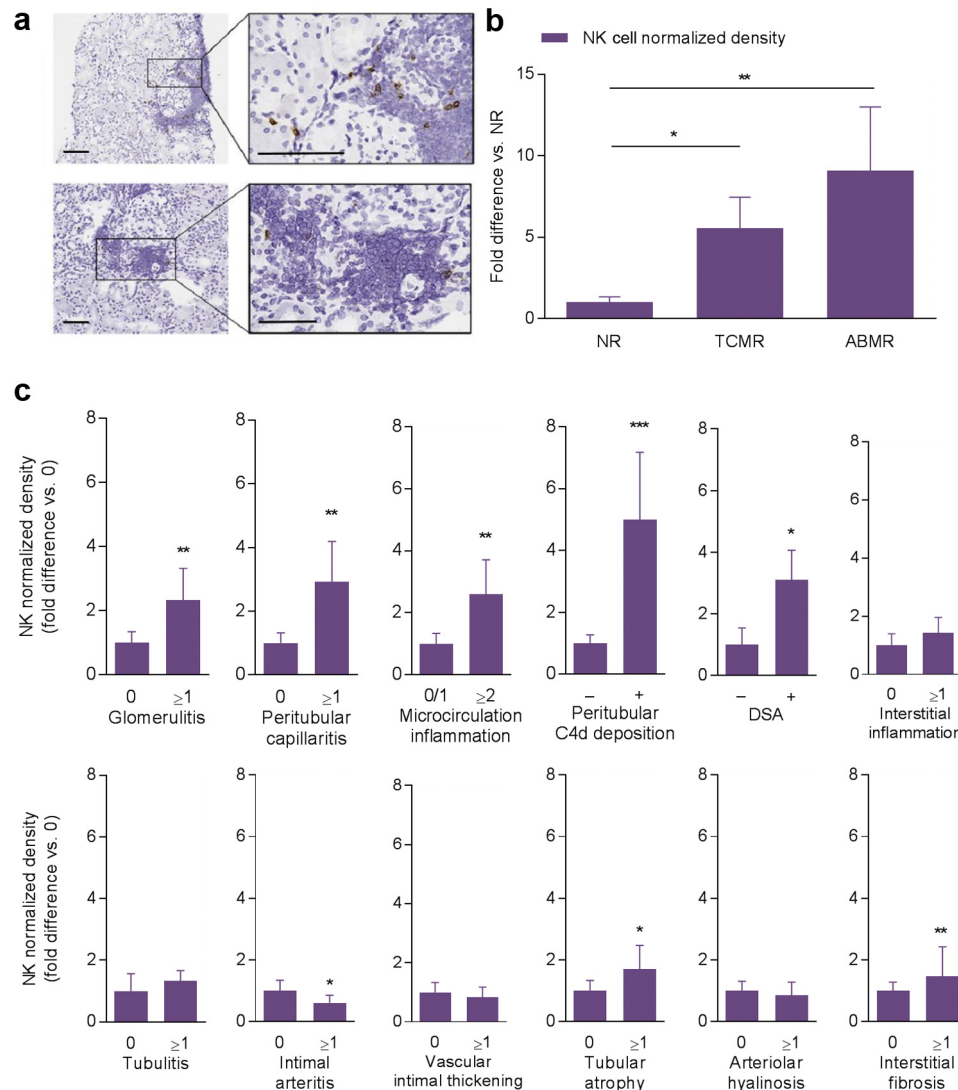 a
b
NK cell normalized density
Fold difference vs. NR
15
**
*
10
5
0
NR TCMR ABMR
c
NK normalized density
(fold difference vs. 0)
8
6
4
2
0
**
0 ≥1
Glomerulitis
8
6
4
2
0
**
0 ≥1
Peritubular
capillaritis
8
6
4
2
0
**
0/1 ≥2
Microcirculation
inflammation
8
6
4
2
0
***
– +
Peritubular
C4d deposition
8
6
4
2
0
*
– +
DSA
8
6
4
2
0
0 ≥1
Interstitial
inflammation
NK normalized density
(fold difference vs. 0)
8
6
4
2
0
0 ≥1
Tubulitis
8
6
4
2
0
*
0 ≥1
Intimal
arteritis
8
6
4
2
0
0 ≥1
Vascular
intimal thickening
8
6
4
2
0
*
0 ≥1
Tubular
atrophy
8
6
4
2
0
0 ≥1
Arteriolar
hyalinosis
8
6
4
2
0
**
0 ≥1
Interstitial
fibrosis